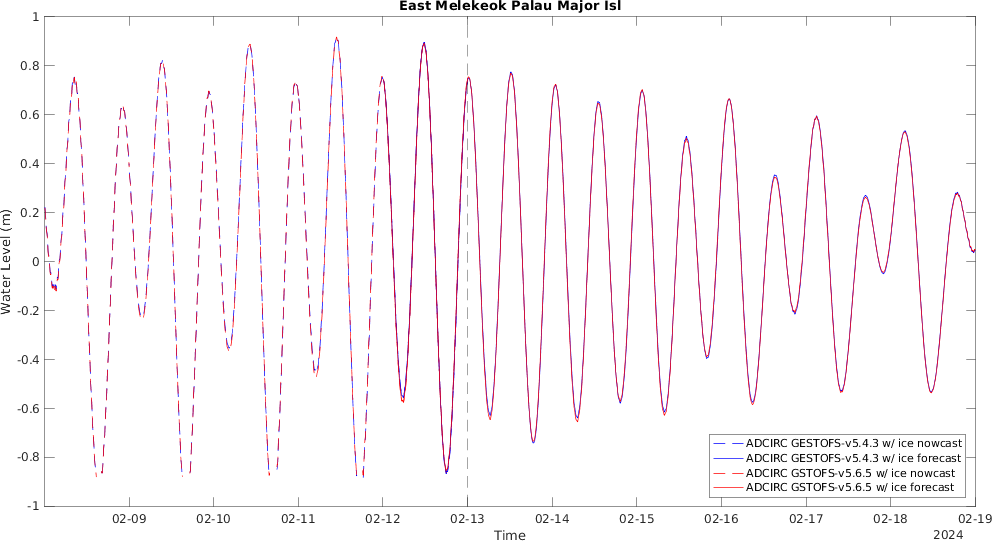 East Melekeok Palau Major Isl
1
0.8
0.6
0.4
0.2
0
-0.2
-0.4
-0.6
-0.8
-1
Water Level (m)
02-09 02-10 02-11 02-12 02-13 02-14 02-15 02-16 02-17 02-18 02-19
Time
2024
ADCIRC GESTOFS-v5.4.3 w/ ice nowcast
ADCIRC GESTOFS-v5.4.3 w/ ice forecast
ADCIRC GSTOFS-v5.6.5 w/ ice nowcast
ADCIRC GSTOFS-v5.6.5 w/ ice forecast